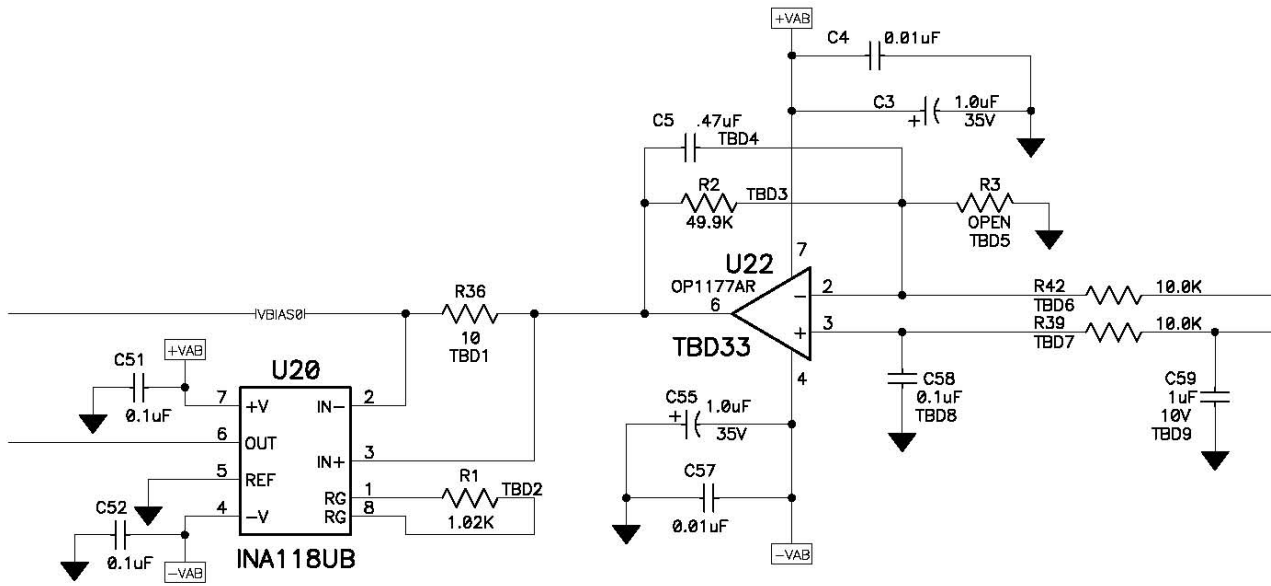 +VAB
C4
0.01uF
C3
1.0uF
+
35V
C5
.47uF
TBD4
R2
TBD3
49.9K
R3
OPEN
TBD5
7
U22
OP1177AR
6
2
−
3
+
TBD33
4
R42
10.0K
TBD6
R39
10.0K
TBD7
C58
0.1uF
TBD8
C59
1uF
10V
TBD9
VBIAS0
R36
10
TBD1
+VAB
C51
0.1uF
U20
7
+V
IN−
2
6
OUT
IN+
3
5
REF
RG
1
4
−V
RG
8
R1
TBD2
1.02K
C52
0.1uF
−VAB
INA118UB
C55
1.0uF
+
35V
C57
0.01uF
−VAB